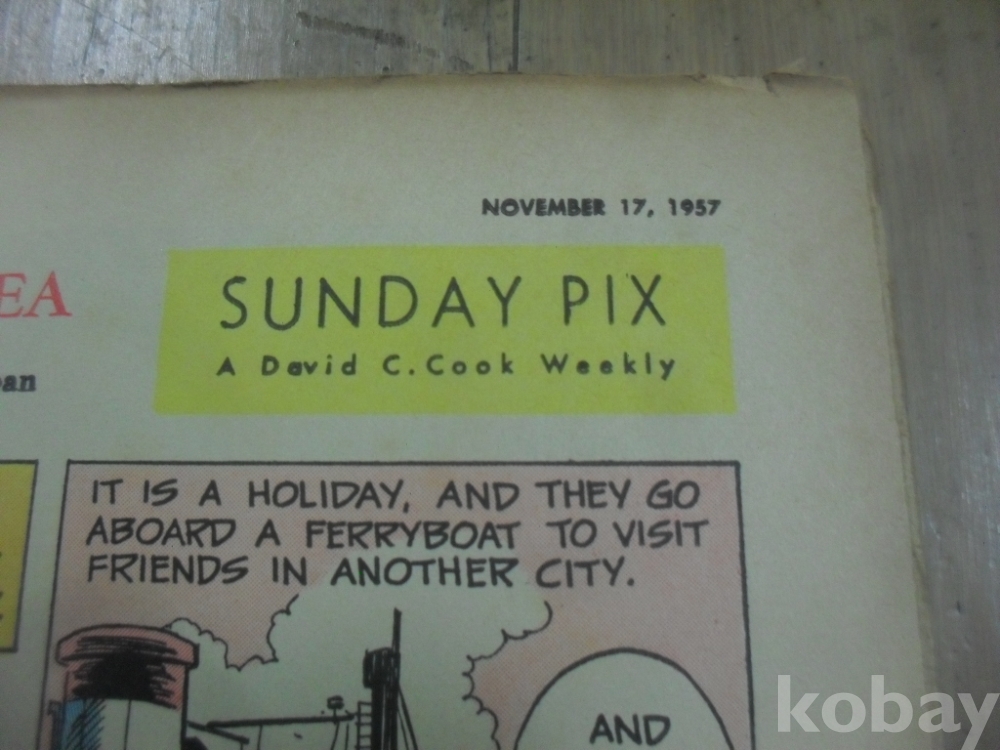 NOVEMBER 17, 1957
EA
SUNDAY PIX
A David C. Cook Weekly
an
IT IS A HOLIDAY, AND THEY GO
ABOARD A FERRYBOAT TO VISIT
FRIENDS IN ANOTHER CITY.
AND
kobay